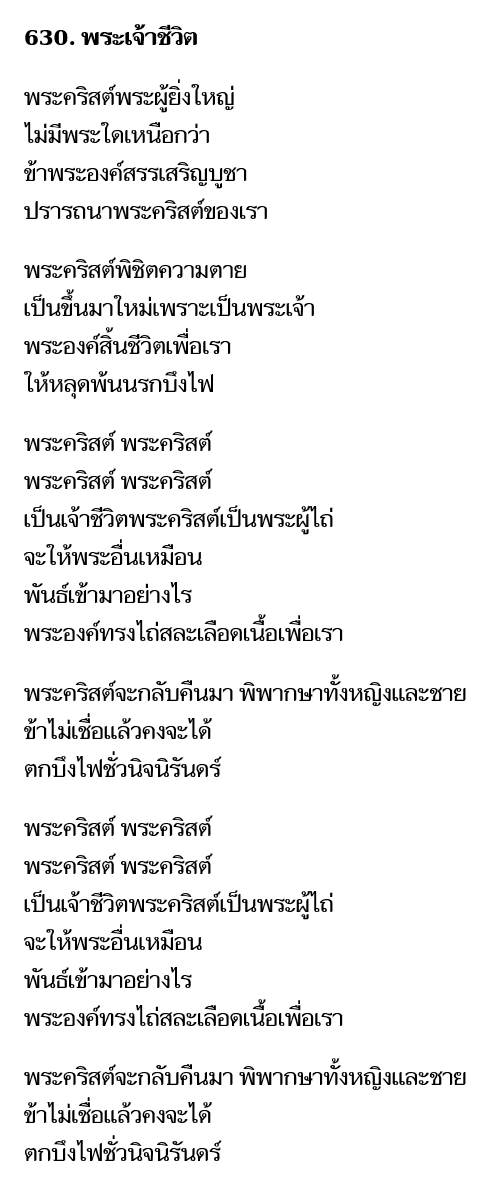 630. พระเจ้าชีวิต
พระคริสต์พระผู้ยิ่งใหญ่
ไม่มีพระใดเหนือกว่า
ข้าพระองค์สรรเสริญบูชา
ปรารถนาพระคริสต์ของเรา
พระคริสต์พิชิตความตาย
เป็นขึ้นมาใหม่เพราะเป็นพระเจ้า
พระองค์สิ้นชีวิตเพื่อเรา
ให้หลุดพ้นนรกบึงไฟ
พระคริสต์ พระคริสต์
พระคริสต์ พระคริสต์
เป็นเจ้าชีวิตพระคริสต์เป็นพระผู้ไถ่
จะให้พระอื่นเหมือน
พันธ์เข้ามาอย่างไร
พระองค์ทรงไถ่สละเลือดเนื้อเพื่อเรา
พระคริสต์จะกลับคืนมา พิพากษาทั้งหญิงและชาย
ข้าไม่เชื่อแล้วคงจะได้
ตกบึงไฟชั่วนิจนิรันดร์
พระคริสต์ พระคริสต์
พระคริสต์ พระคริสต์
เป็นเจ้าชีวิตพระคริสต์เป็นพระผู้ไถ่
จะให้พระอื่นเหมือน
พันธ์เข้ามาอย่างไร
พระองค์ทรงไถ่สละเลือดเนื้อเพื่อเรา
พระคริสต์จะกลับคืนมา พิพากษาทั้งหญิงและชาย
ข้าไม่เชื่อแล้วคงจะได้
ตกบึงไฟชั่วนิจนิรันดร์